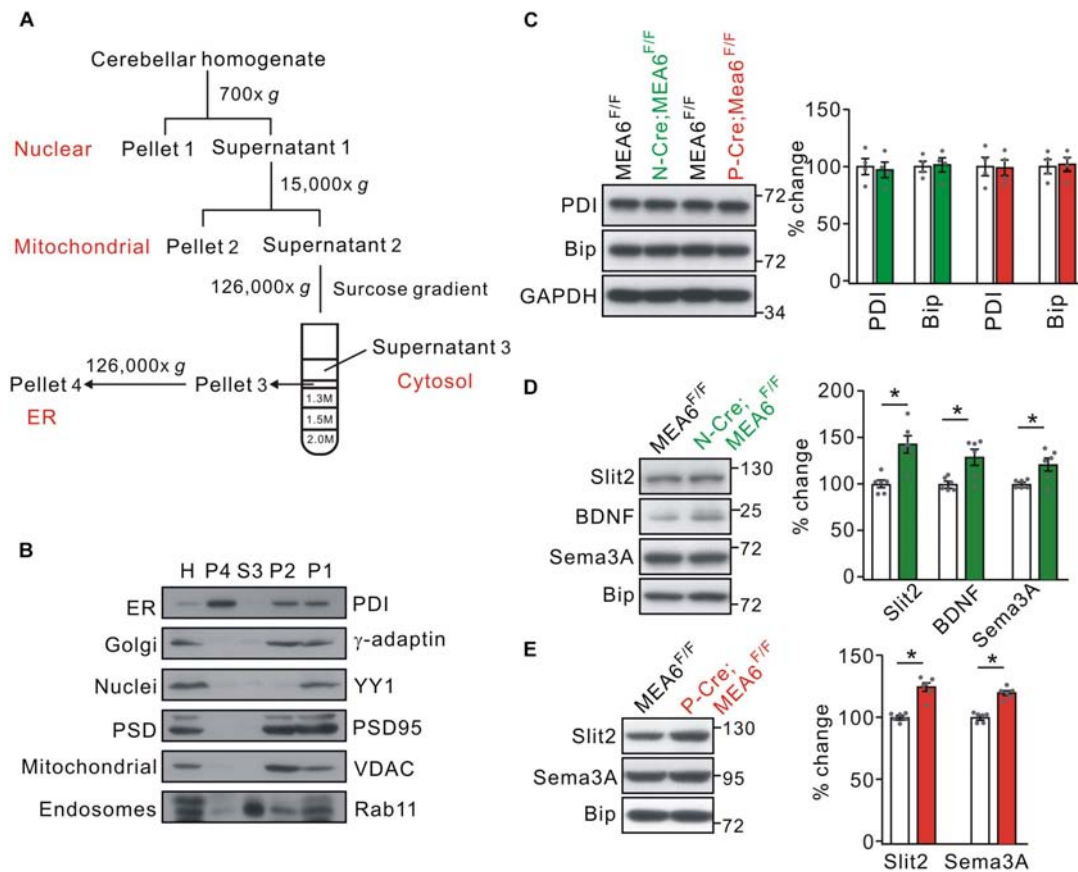 A
Cerebellar homogenate
700x g
Nuclear
Pellet 1
Supernatant 1
15,000x g
Mitochondrial
Pellet 2
Supernatant 2
126,000x g
Surcose gradient
Supernatant 3
Cytosol
126,000x g
Pellet 4
Pellet 3
ER
1.3M
1.5M
2.0M
B
H P4 S3 P2 P1
ER PDI
Golgi γ-adaptin
Nuclei YY1
PSD PSD95
Mitochondrial VDAC
Endosomes Rab11
C
MEA6F/F
N-Cre;MEA6F/F
MEA6F/F
P-Cre;Mea6F/F
PDI 72
Bip 72
GAPDH 34
% change
150
100
50
0
PDI
Bip
PDI
Bip
D
MEA6F/F
N-Cre;
MEA6F/F
Slit2 130
BDNF 25
Sema3A 72
Bip 72
% change
200
150
100
50
0
* * *
Slit2
BDNF
Sema3A
E
MEA6F/F
P-Cre;
MEA6F/F
Slit2 130
Sema3A 95
Bip 72
% change
150
100
50
0
* *
Slit2 Sema3A